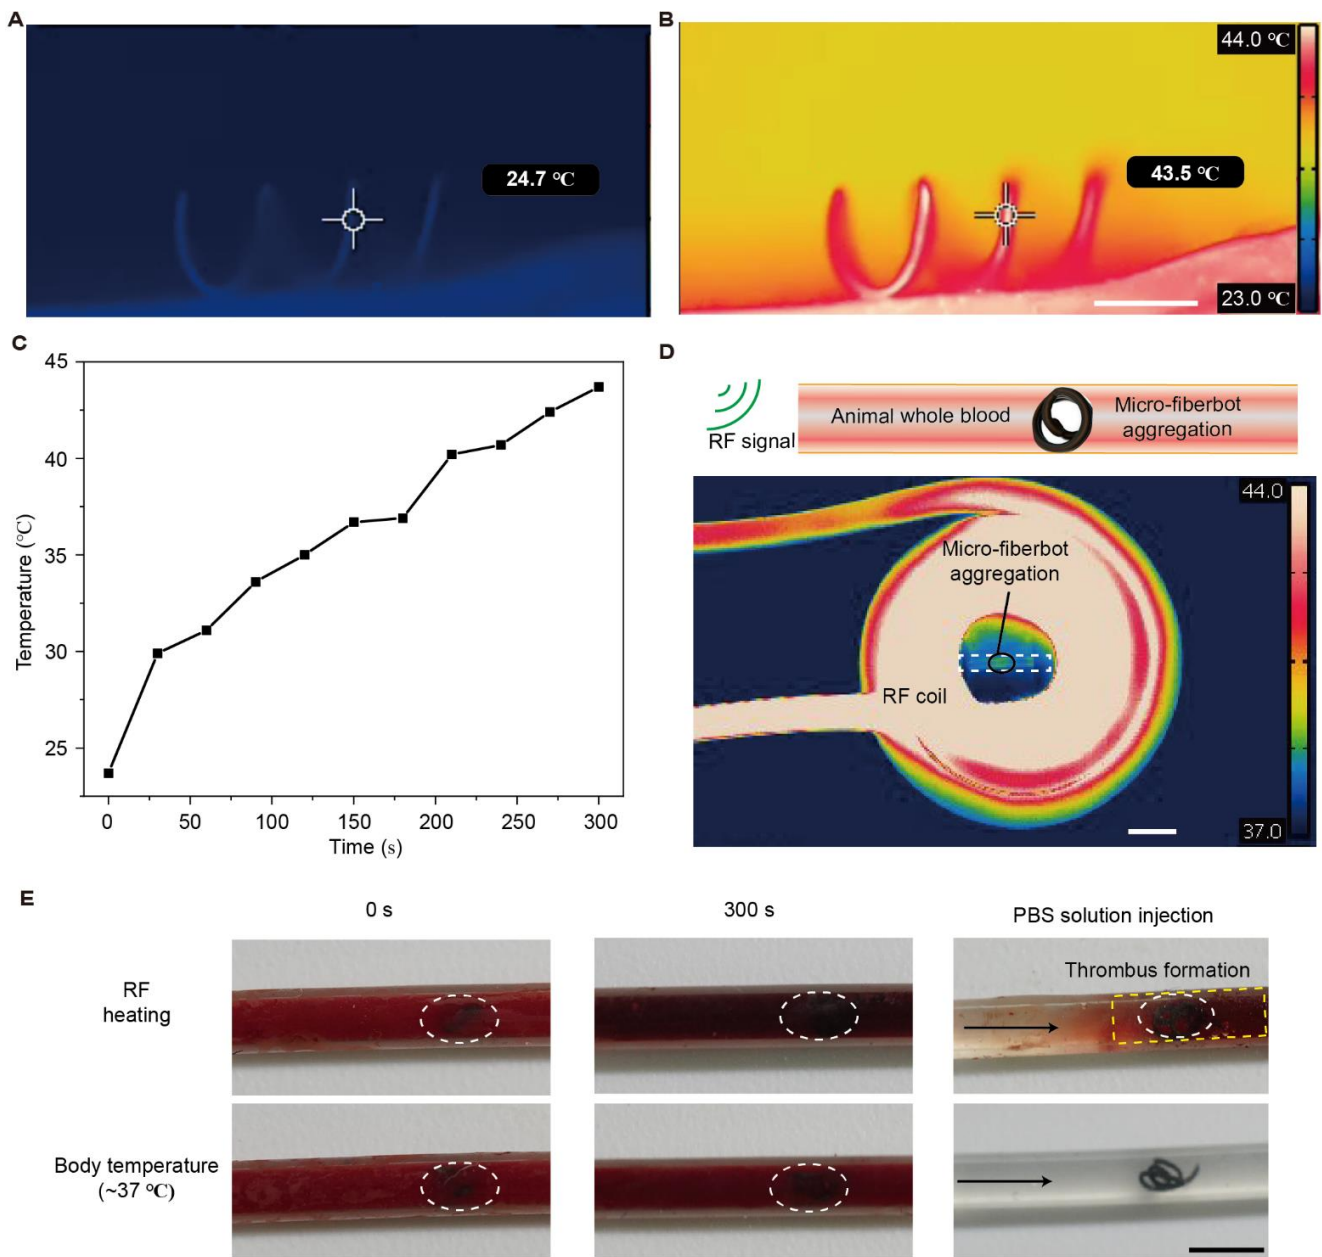 A
24.7 °C
B
44.0 °C
43.5 °C
23.0 °C
C
Temperature (°C)
45
40
35
30
25
0 50 100 150 200 250 300
Time (s)
D
RF signal
Animal whole blood
Micro-fiberbot
aggregation
44.0
Micro-fiberbot
aggregation
RF coil
37.0
E
0 s
300 s
PBS solution injection
RF
heating
Thrombus formation
Body temperature
(~37 °C)